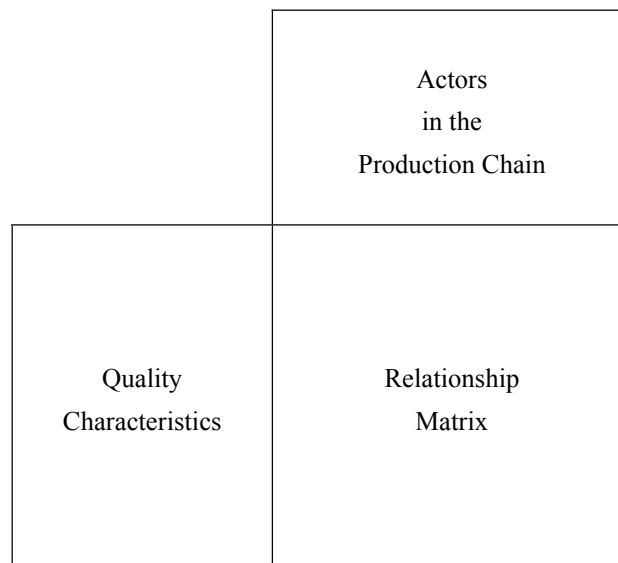 Actors
in the
Production Chain
Quality
Characteristics
Relationship
Matrix